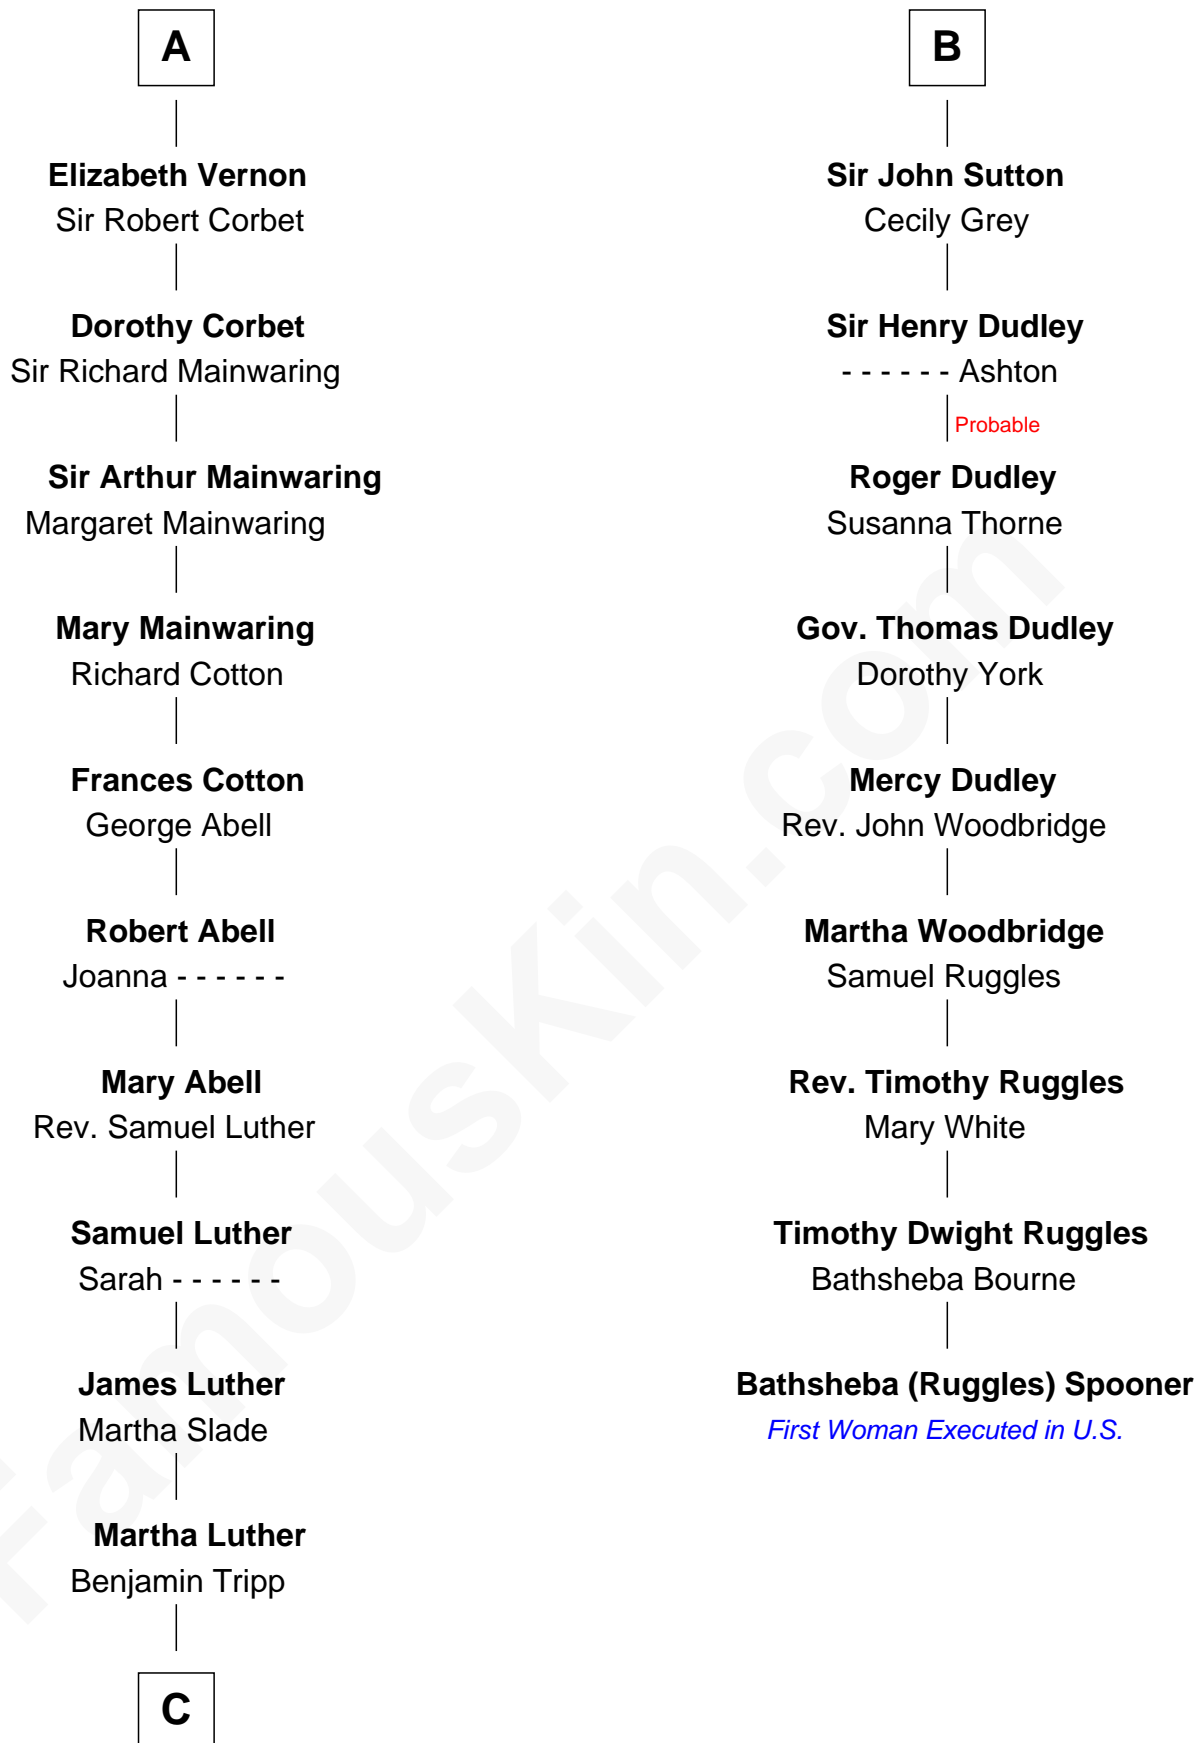 A
Elizabeth Vernon
Sir Robert Corbet
Dorothy Corbet
Sir Richard Mainwaring
Sir Arthur Mainwaring
Margaret Mainwaring
Mary Mainwaring
Richard Cotton
Frances Cotton
George Abell
Robert Abell
Joanna - - - - - -
Mary Abell
Rev. Samuel Luther
Samuel Luther
Sarah - - - - - -
James Luther
Martha Slade
Martha Luther
Benjamin Tripp
C
B
Sir John Sutton
Cecily Grey
Sir Henry Dudley
- - - - - - Ashton
Probable
Roger Dudley
Susanna Thorne
Gov. Thomas Dudley
Dorothy York
Mercy Dudley
Rev. John Woodbridge
Martha Woodbridge
Samuel Ruggles
Rev. Timothy Ruggles
Mary White
Timothy Dwight Ruggles
Bathsheba Bourne
Bathsheba (Ruggles) Spooner
First Woman Executed in U.S.
FamousKin.com